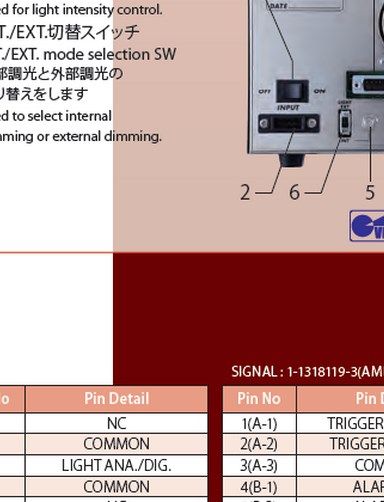 ed for light intensity control.
T./EXT.切替スイッチ
T./EXT. mode selection SW
部調光と外部調光の
り替えをします
ed to select internal
ming or external dimming.
DATE
OFF
ON
INPUT
LIGHT
EXT
INT
2
6
5
SIGNAL : 1-1318119-3(AM
o
Pin Detail
NC
COMMON
LIGHT ANA./DIG.
COMMON
Pin No
Pin D
1(A-1)
TRIGGER
2(A-2)
TRIGGER
3(A-3)
COM
4(B-1)
ALAR